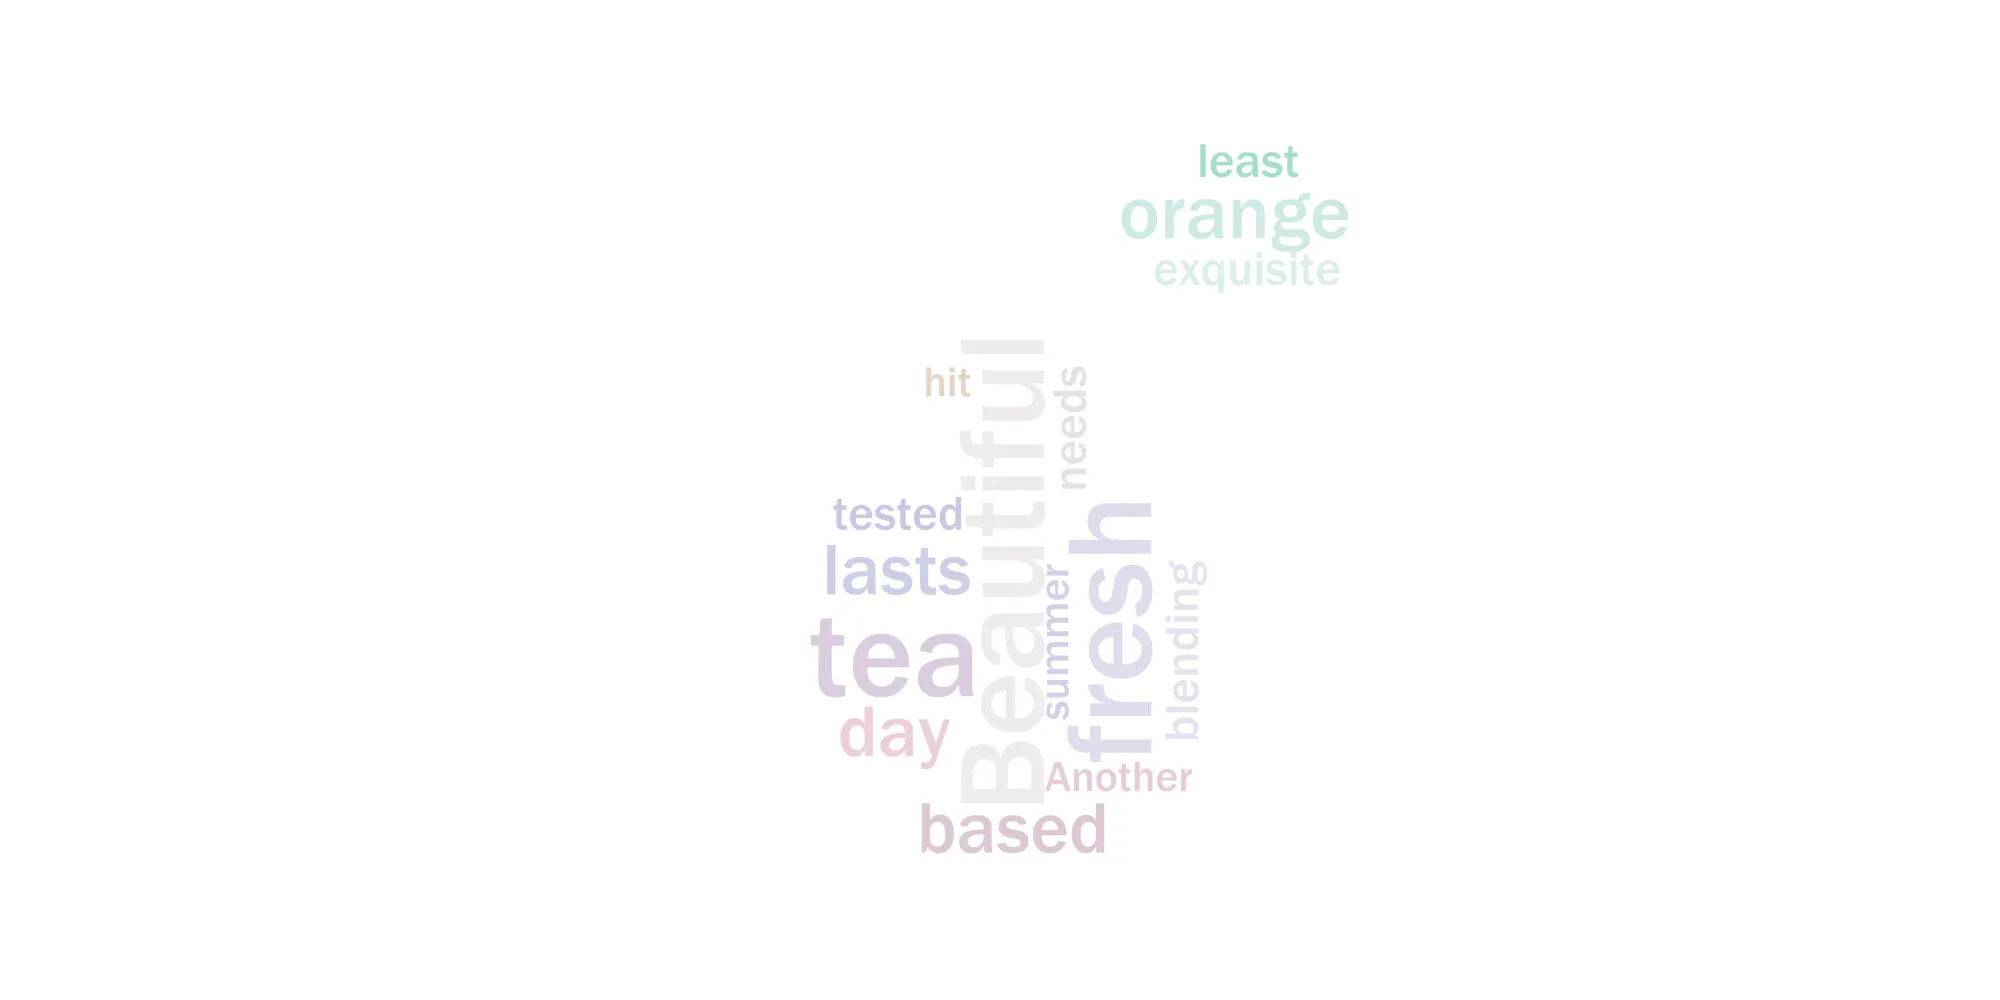 least
orange
exquisite
hit
Beautiful
needs
tested
lasts
fresh
summer
blending
tea
day
Another
based